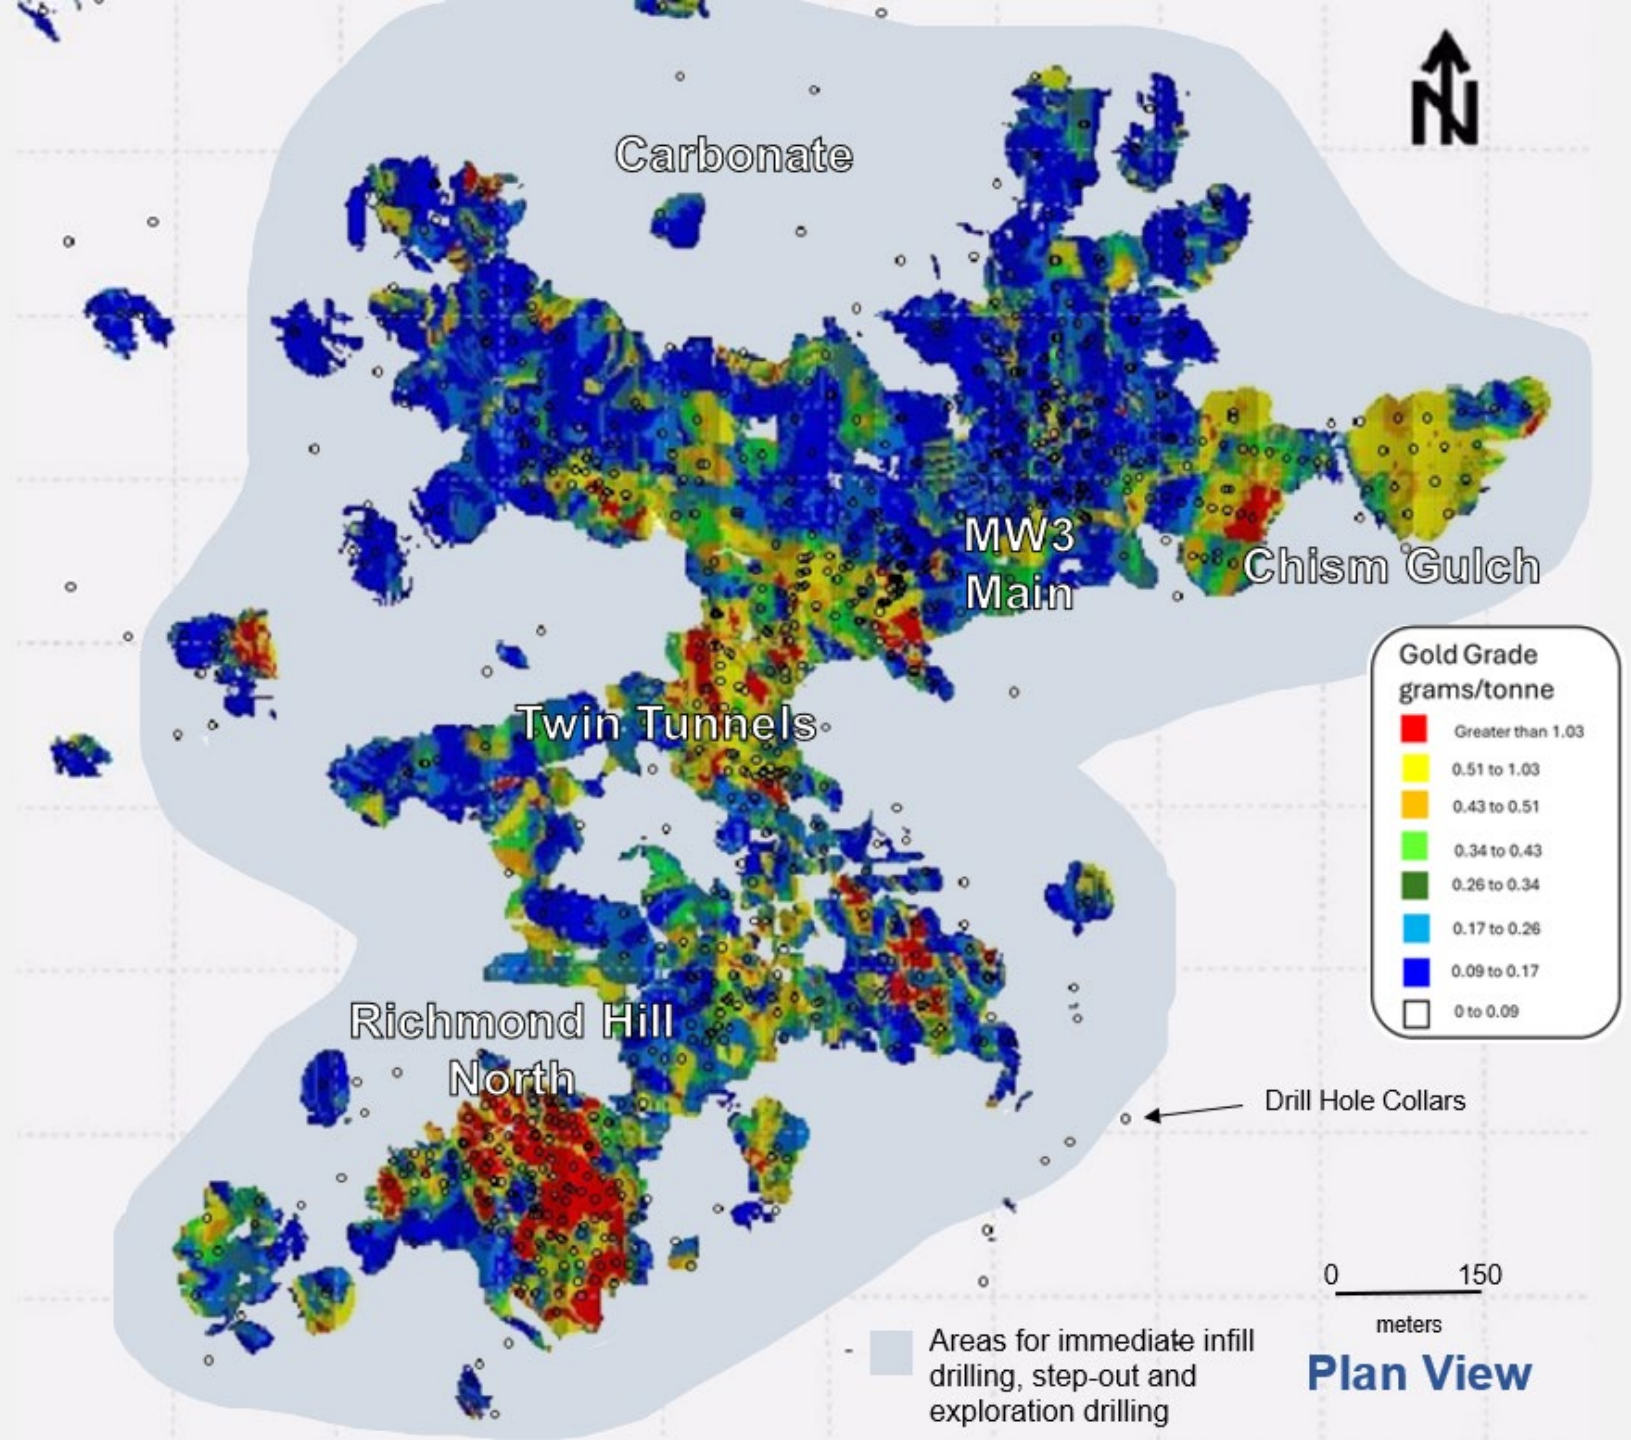 N
Carbonate
MW3
Main
Chism Gulch
Gold Grade
grams/tonne
Greater than 1.03
0.51 to 1.03
0.43 to 0.51
0.34 to 0.43
0.26 to 0.34
0.17 to 0.26
0.09 to 0.17
0 to 0.09
Twin Tunnels
Richmond Hill
North
Drill Hole Collars
0 150
meters
Areas for immediate infill
drilling, step-out and
exploration drilling
Plan View